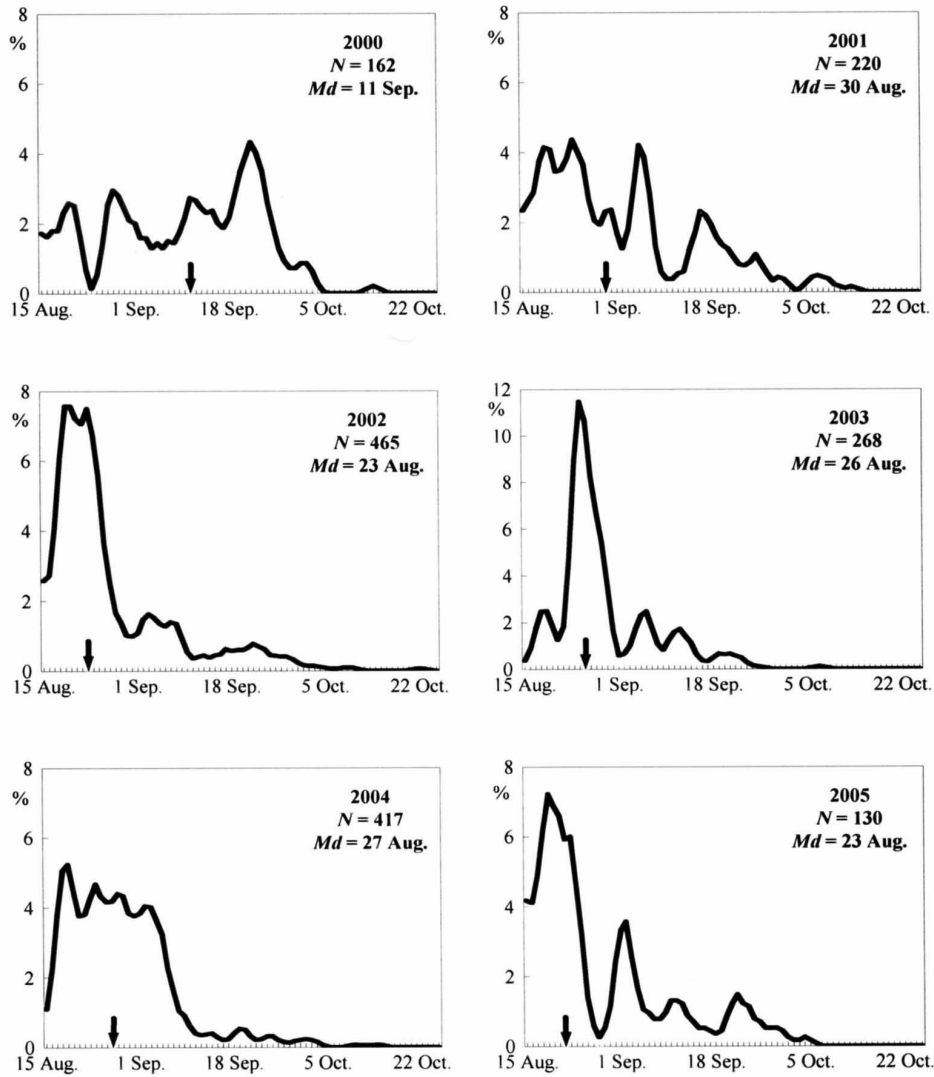 8
%
2000
N = 162
Md = 11 Sep.
6
4
2
0
15 Aug. 1 Sep. 18 Sep. 5 Oct. 22 Oct.
8
%
2001
N = 220
Md = 30 Aug.
6
4
2
0
15 Aug. 1 Sep. 18 Sep. 5 Oct. 22 Oct.
8
%
2002
N = 465
Md = 23 Aug.
6
4
2
0
15 Aug. 1 Sep. 18 Sep. 5 Oct. 22 Oct.
12
%
2003
10
N = 268
Md = 26 Aug.
8
6
4
2
0
15 Aug. 1 Sep. 18 Sep. 5 Oct. 22 Oct.
8
%
2004
N = 417
Md = 27 Aug.
6
4
2
0
15 Aug. 1 Sep. 18 Sep. 5 Oct. 22 Oct.
8
%
2005
N = 130
Md = 23 Aug.
6
4
2
0
15 Aug. 1 Sep. 18 Sep. 5 Oct. 22 Oct.